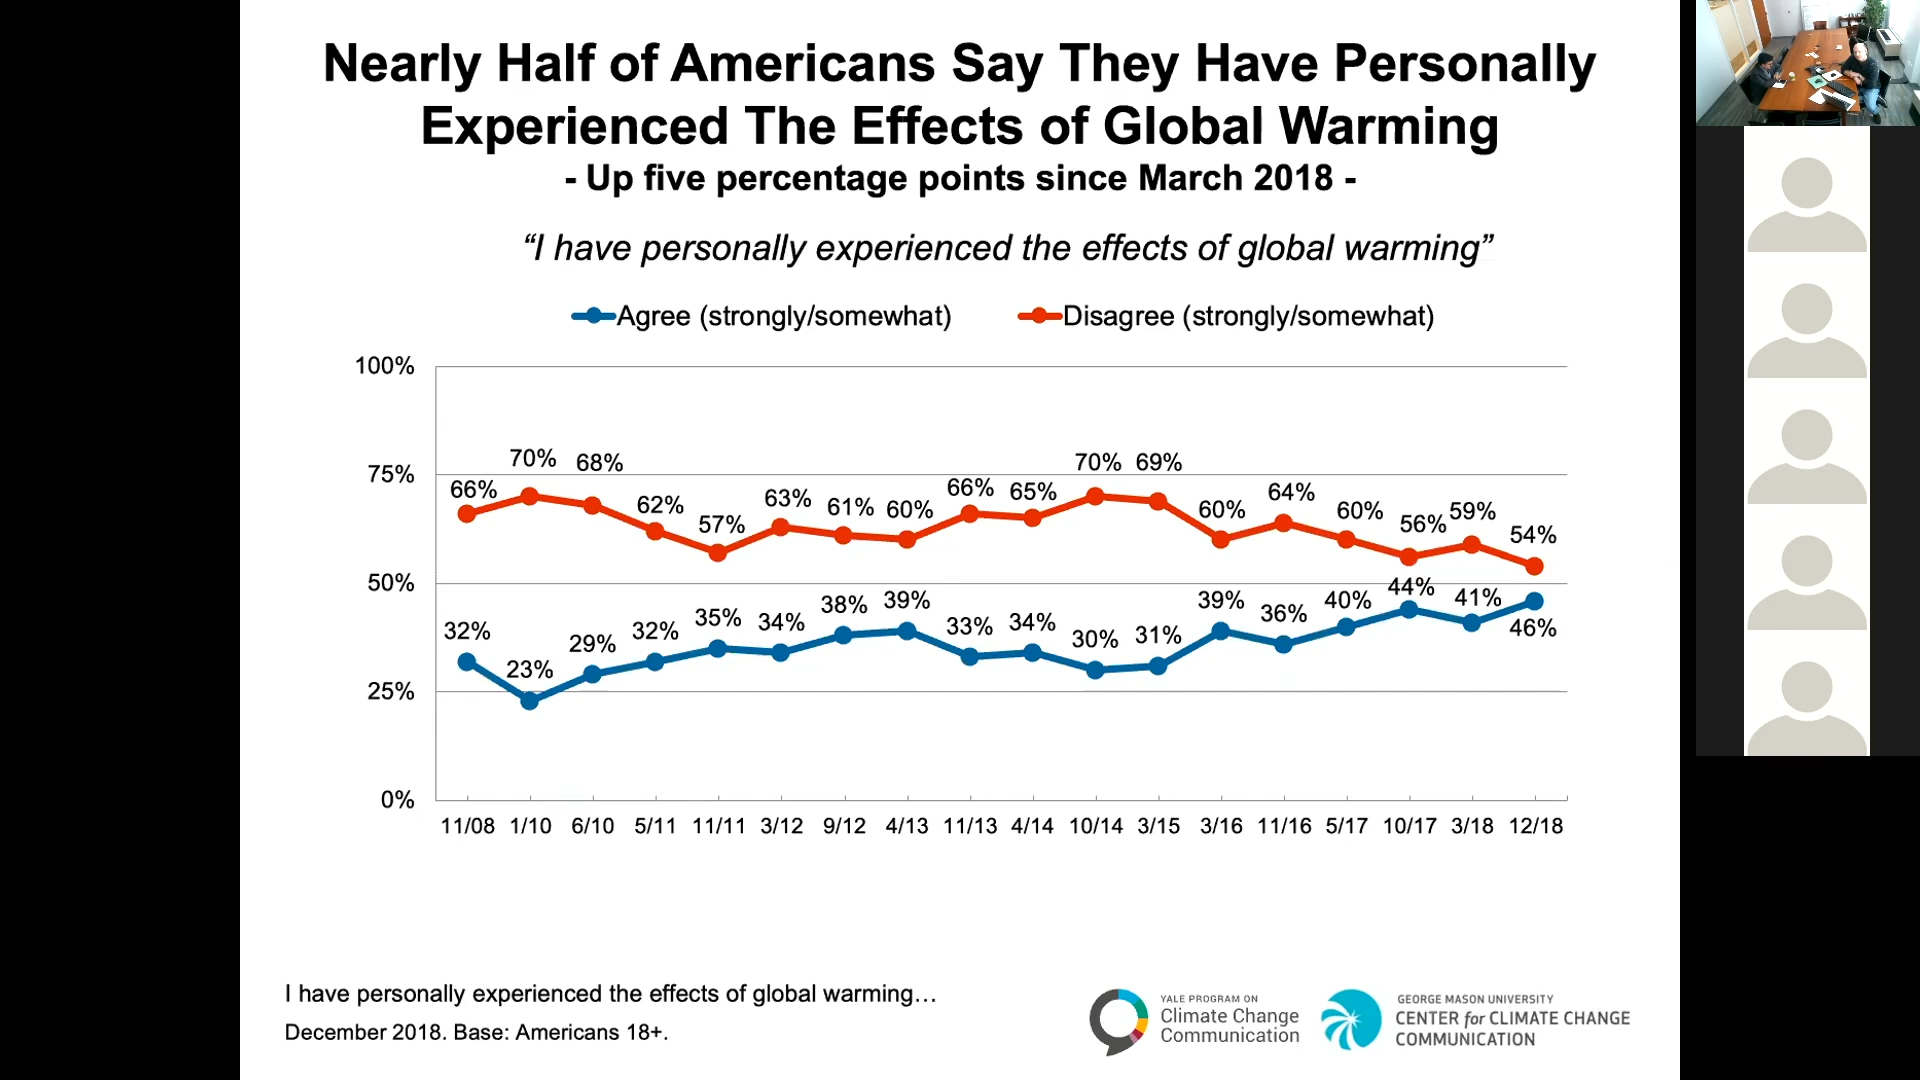 Nearly Half of Americans Say They Have Personally
Experienced The Effects of Global Warming
- Up five percentage points since March 2018 -
“I have personally experienced the effects of global warming”
Agree (strongly/somewhat) Disagree (strongly/somewhat)
100%
75%
50%
25%
0%
66% 70% 68% 62% 57% 63% 61% 60% 66% 65% 70% 69% 60% 64% 60% 56% 59% 54%
32% 23% 29% 32% 35% 34% 38% 39% 33% 34% 30% 31% 39% 36% 40% 44% 41% 46%
11/08 1/10 6/10 5/11 11/11 3/12 9/12 4/13 11/13 4/14 10/14 3/15 3/16 11/16 5/17 10/17 3/18 12/18
I have personally experienced the effects of global warming…
December 2018. Base: Americans 18+.
YALE PROGRAM ON
Climate Change
Communication
GEORGE MASON UNIVERSITY
CENTER for CLIMATE CHANGE
COMMUNICATION